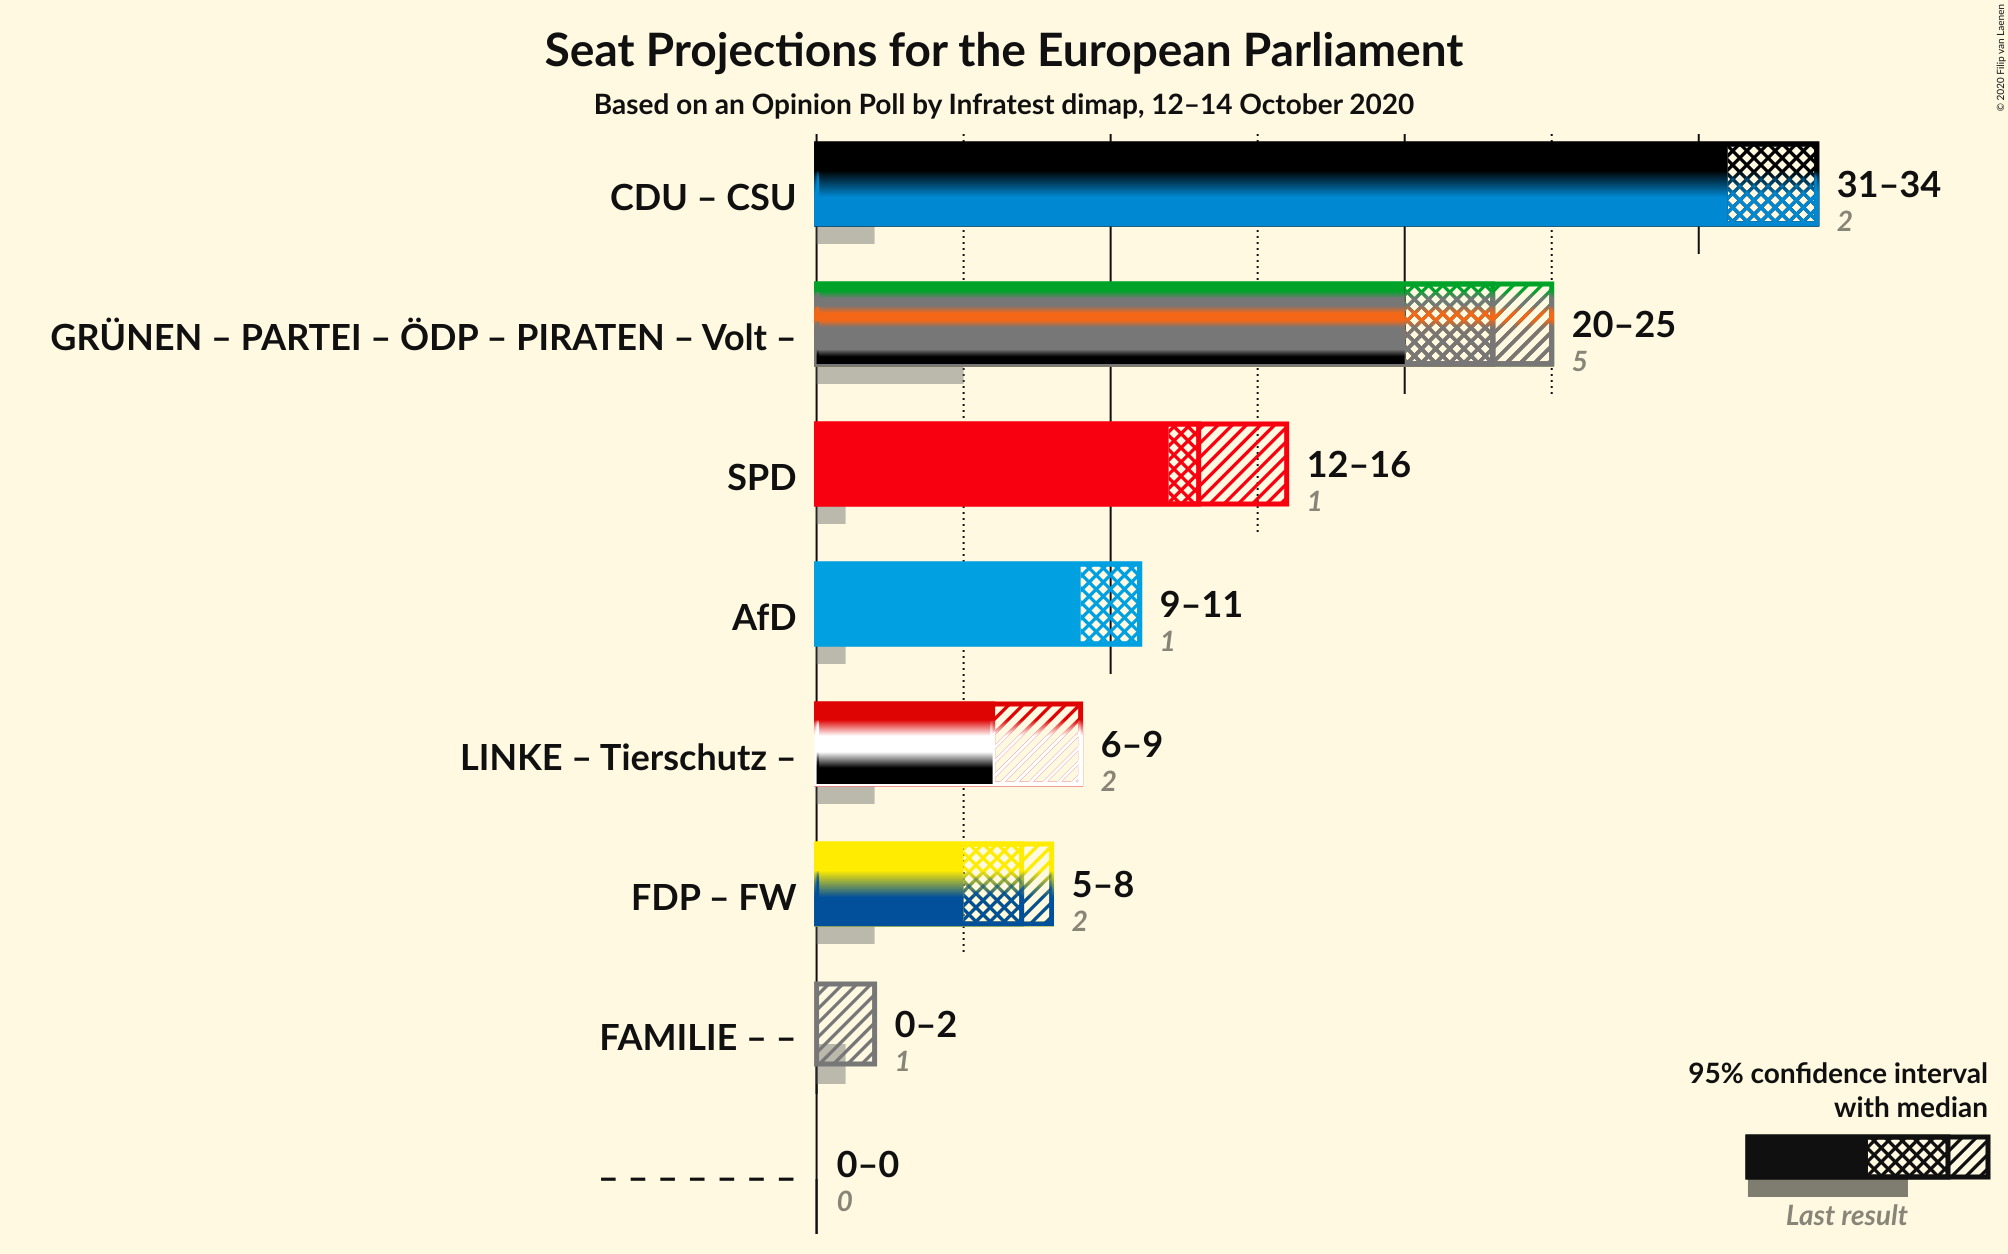 Seat Projections for the European Parliament
Based on an Opinion Poll by Infratest dimap, 12–14 October 2020
© 2020 Filip van Laenen
CDU – CSU
31–34
2
GRÜNEN – PARTEI – ÖDP – PIRATEN – Volt –
20–25
5
SPD
12–16
1
AfD
9–11
1
LINKE – Tierschutz –
6–9
2
FDP – FW
5–8
2
FAMILIE – –
0–2
1
– – – – – – –
0–0
0
95% confidence interval
with median
Last result